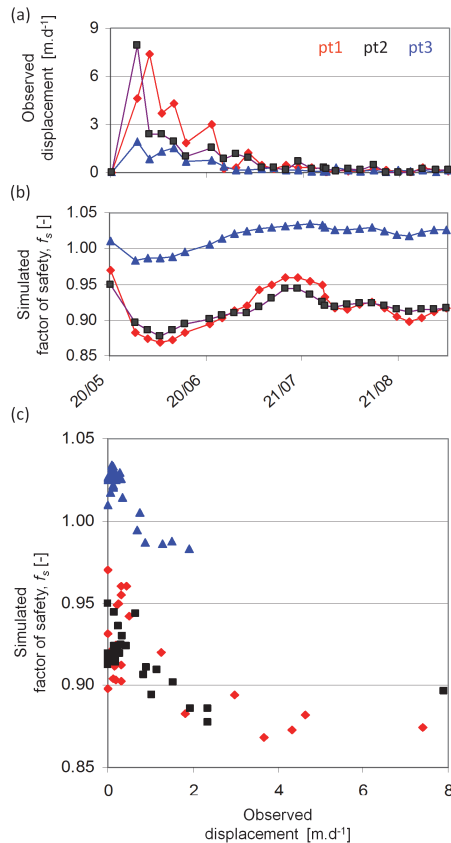 (a)
Observed
displacement [m.d⁻¹]
9
6
3
0
pt1 pt2 pt3
(b)
Simulated
factor of safety, fs [-]
1.05
1.00
0.95
0.90
0.85
20/05 20/06 21/07 21/08
(c)
Simulated
factor of safety, fs [-]
1.05
1.00
0.95
0.90
0.85
0 2 4 6 8
Observed
displacement [m.d⁻¹]